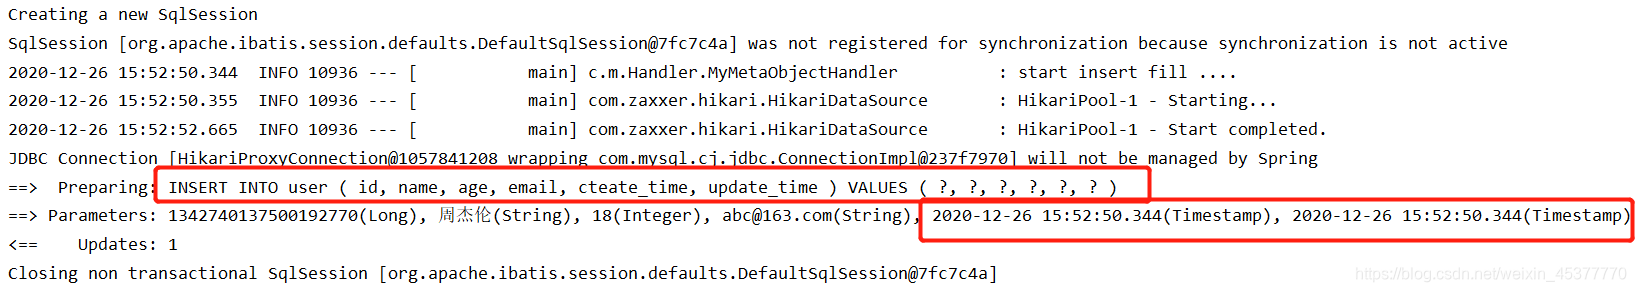 Creating a new SqlSession
SqlSession [org.apache.ibatis.session.defaults.DefaultSqlSession@7fc7c4a] was not registered for synchronization because synchronization is not active
2020-12-26 15:52:50.344  INFO 10936 --- [           main] c.m.Handler.MyMetaObjectHandler          : start insert fill ....
2020-12-26 15:52:50.355  INFO 10936 --- [           main] com.zaxxer.hikari.HikariDataSource       : HikariPool-1 - Starting...
2020-12-26 15:52:52.665  INFO 10936 --- [           main] com.zaxxer.hikari.HikariDataSource       : HikariPool-1 - Start completed.
JDBC Connection [HikariProxyConnection@1057841208 wrapping com.mysql.cj.jdbc.ConnectionImpl@237f7970] will not be managed by Spring
==>  Preparing: INSERT INTO user ( id, name, age, email, cteate_time, update_time ) VALUES ( ?, ?, ?, ?, ?, ? )
==> Parameters: 1342740137500192770(Long), 周杰伦(String), 18(Integer), abc@163.com(String), 2020-12-26 15:52:50.344(Timestamp), 2020-12-26 15:52:50.344(Timestamp)
<==    Updates: 1
Closing non transactional SqlSession [org.apache.ibatis.session.defaults.DefaultSqlSession@7fc7c4a]
https://blog.csdn.net/weixin_45377770